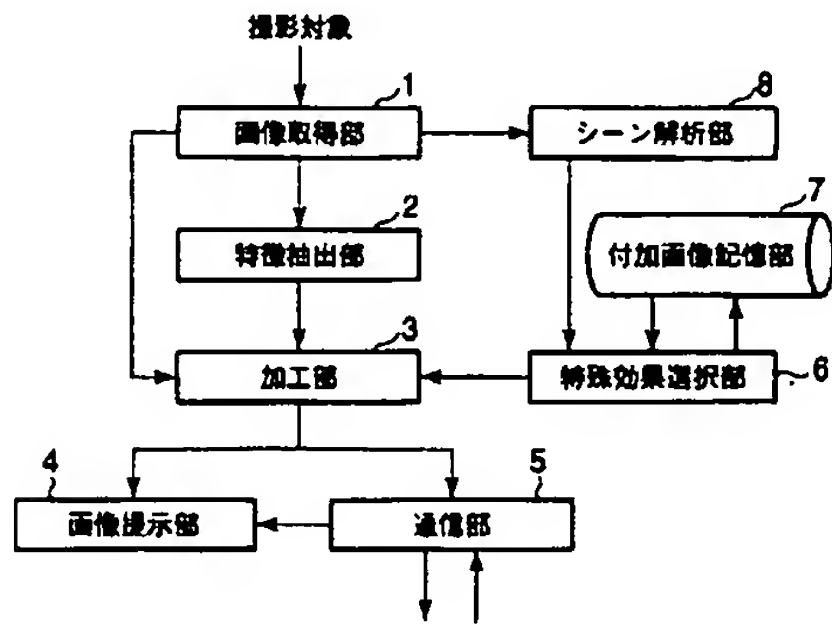 撮影対象
1
画像取得部
8
シーン解析部
2
特徴抽出部
7
付加画像記憶部
3
加工部
特殊効果選択部
6
4
画像提示部
5
通信部